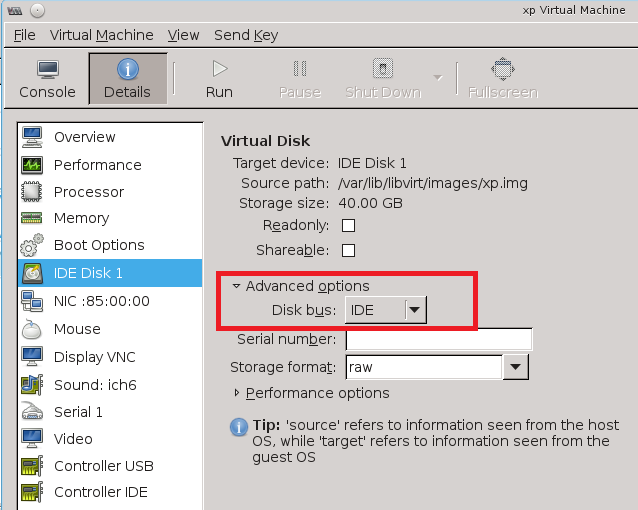 xp Virtual Machine
File Virtual Machine View Send Key
Console Details Run Pause Shut Down Fullscreen
Overview
Performance
Processor
Memory
Boot Options
IDE Disk 1
NIC :85:00:00
Mouse
Display VNC
Sound: ich6
Serial 1
Video
Controller USB
Controller IDE
Virtual Disk
Target device: IDE Disk 1
Source path: /var/lib/libvirt/images/xp.img
Storage size: 40.00 GB
Readonly:
Shareable:
Advanced options
Disk bus: IDE
Serial number:
Storage format: raw
Performance options
Tip: 'source' refers to information seen from the host
OS, while 'target' refers to information seen from the
guest OS